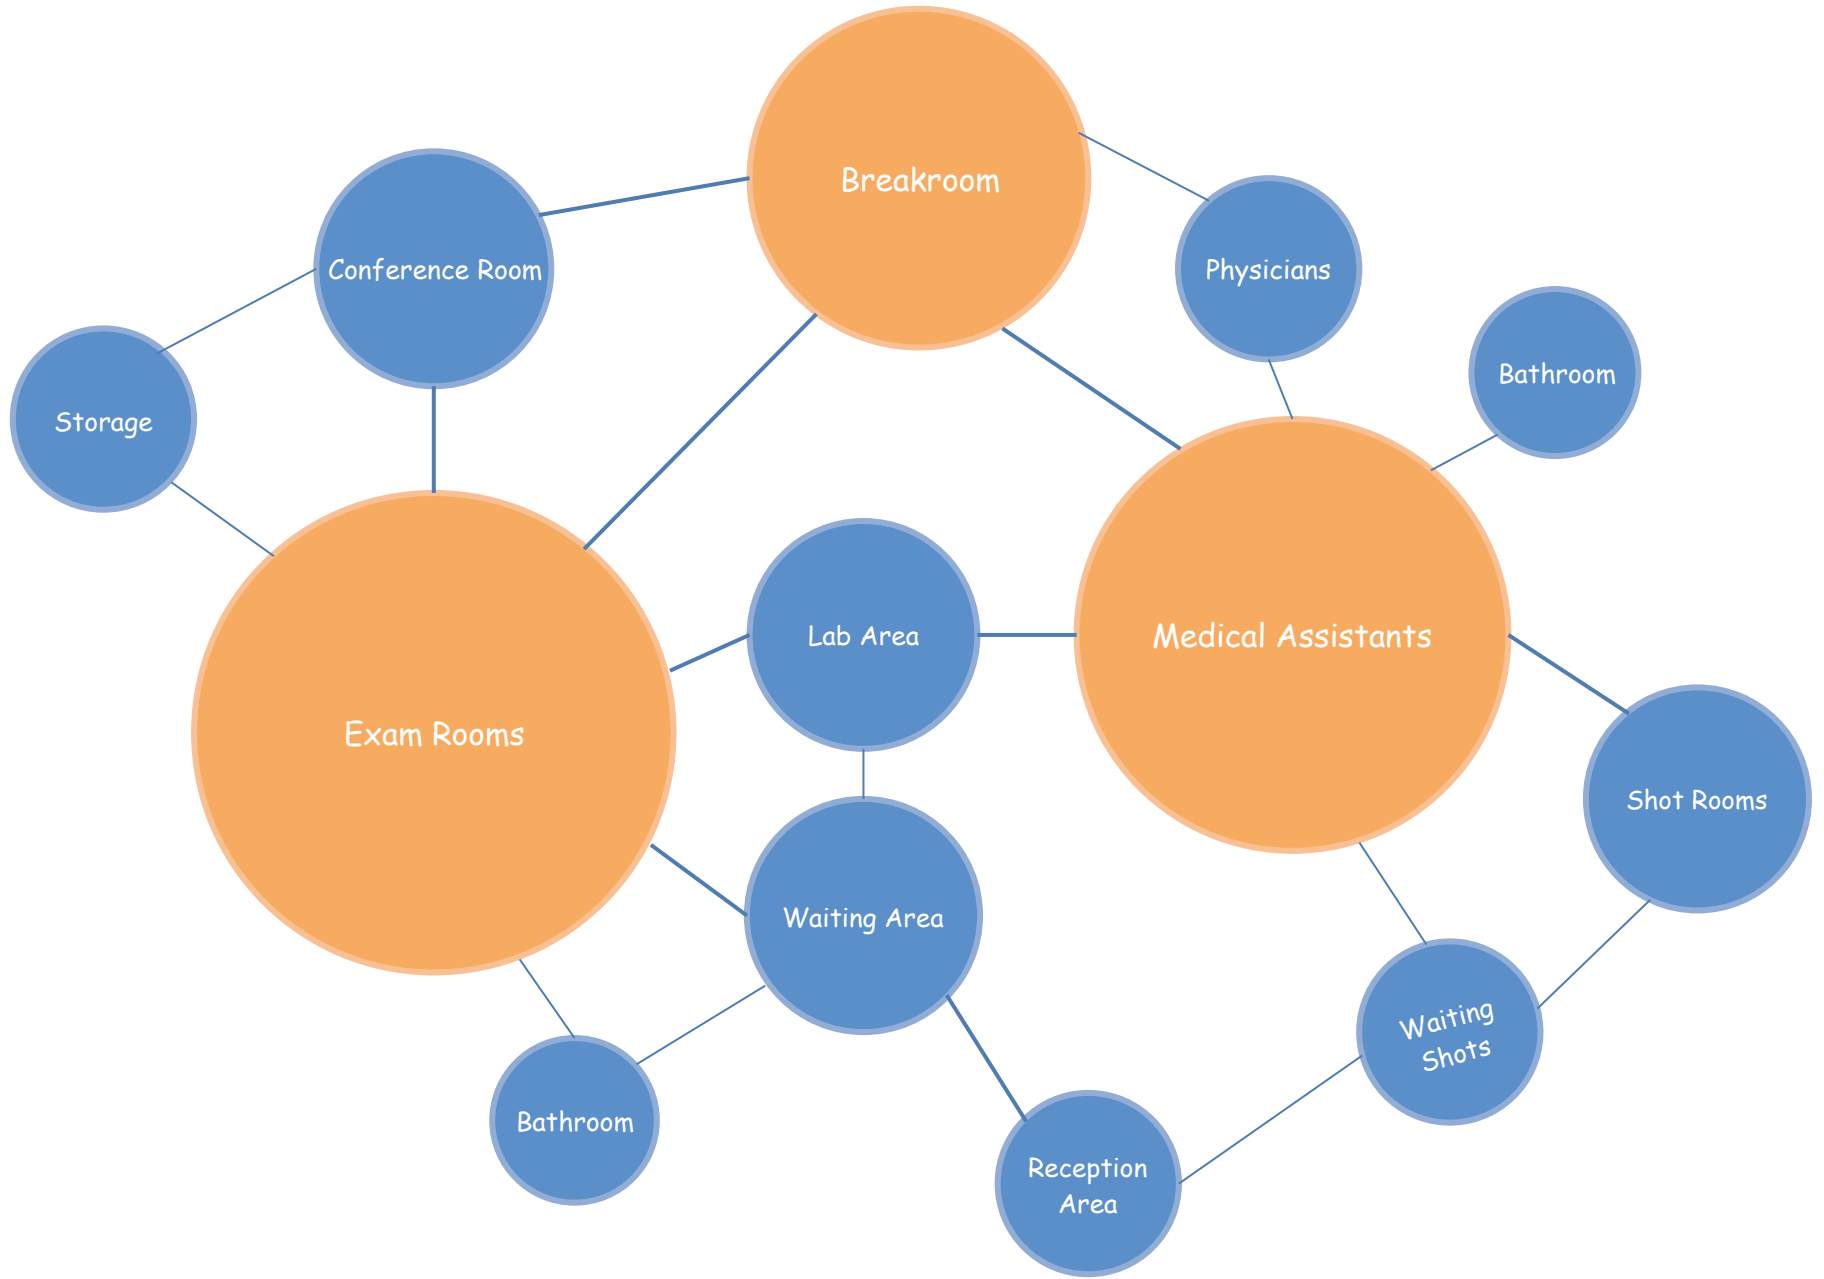 Breakroom
Conference Room
Physicians
Bathroom
Storage
Lab Area
Medical Assistants
Exam Rooms
Shot Rooms
Waiting Area
Waiting
Shots
Bathroom
Reception
Area